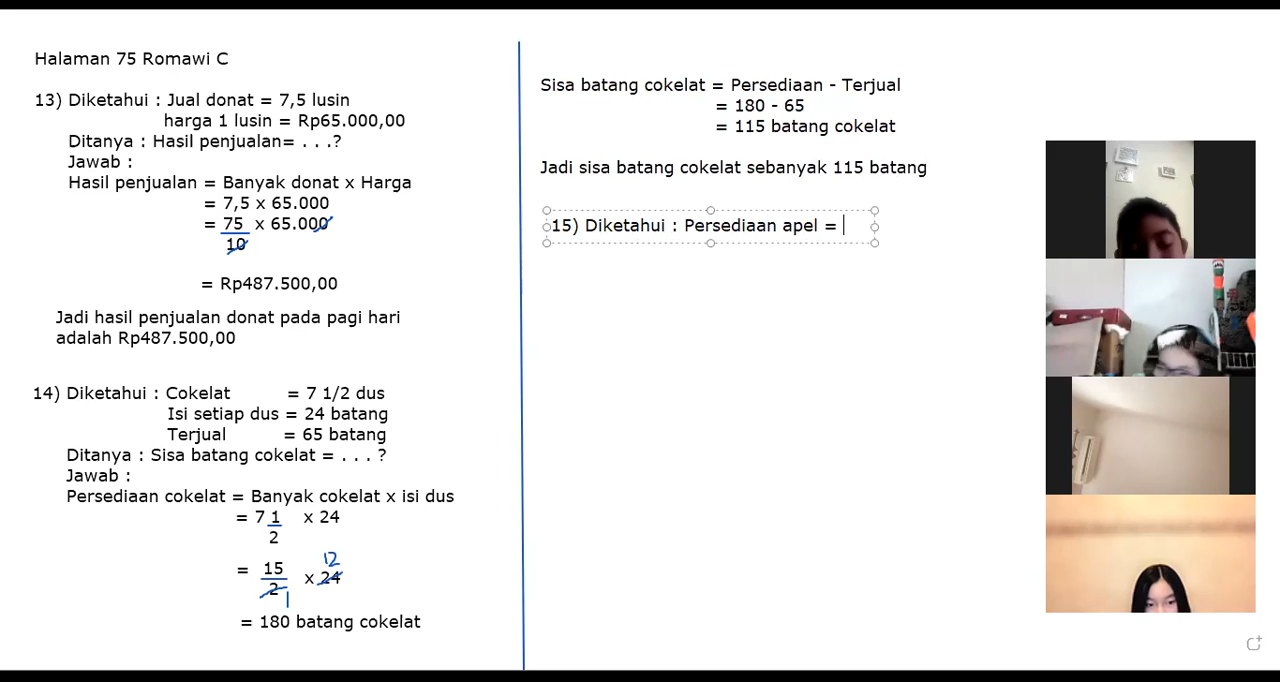 Halaman 75 Romawi C
13) Diketahui : Jual donat = 7,5 lusin
harga 1 lusin = Rp65.000,00
Ditanya : Hasil penjualan= . . .?
Jawab :
Hasil penjualan = Banyak donat x Harga
= 7,5 x 65.000
= 75 x 65.000
10
= Rp487.500,00
Jadi hasil penjualan donat pada pagi hari
adalah Rp487.500,00
14) Diketahui : Cokelat = 7 1/2 dus
Isi setiap dus = 24 batang
Terjual = 65 batang
Ditanya : Sisa batang cokelat = . . . ?
Jawab :
Persediaan cokelat = Banyak cokelat x isi dus
= 7 1 x 24
2
12
= 15 x 24
2 1
= 180 batang cokelat
Sisa batang cokelat = Persediaan - Terjual
= 180 - 65
= 115 batang cokelat
Jadi sisa batang cokelat sebanyak 115 batang
15) Diketahui : Persediaan apel =